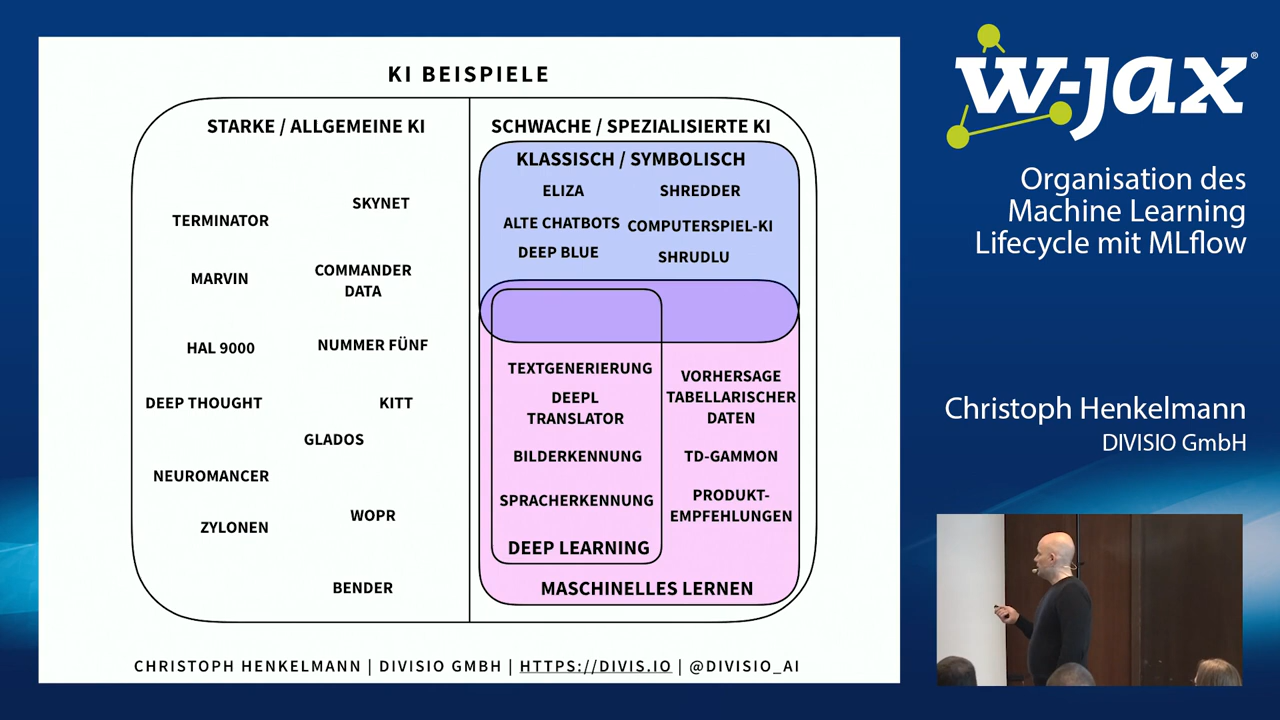 KI BEISPIELE
STARKE / ALLGEMEINE KI
SKYNET
TERMINATOR
MARVIN
COMMANDER
DATA
HAL 9000
NUMMER FÜNF
DEEP THOUGHT
KITT
GLADOS
NEUROMANCER
WOPR
ZYLONEN
BENDER
SCHWACHE / SPEZIALISIERTE KI
KLASSISCH / SYMBOLISCH
ELIZA
SHREDDER
ALTE CHATBOTS
COMPUTERSPIEL-KI
DEEP BLUE
SHRUDLU
TEXTGENERIERUNG
DEEPL
TRANSLATOR
BILDERKENNUNG
SPRACHERKENNUNG
DEEP LEARNING
VORHERSAGE
TABELLARISCHER
DATEN
TD-GAMMON
PRODUKT-
EMPFEHLUNGEN
MASCHINELLES LERNEN
CHRISTOPH HENKELMANN | DIVISIO GMBH | HTTPS://DIVIS.IO | @DIVISIO_AI
w-jax®
Organisation des
Machine Learning
Lifecycle mit MLflow
Christoph Henkelmann
DIVISIO GmbH